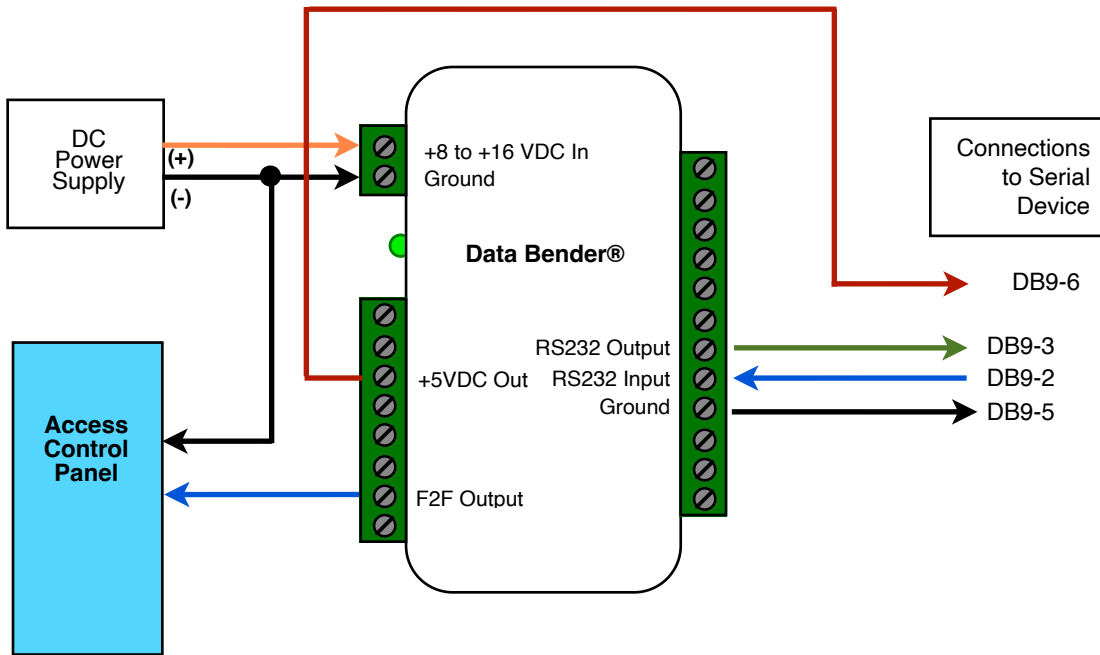 DC
Power
Supply
(+)
(-)
+8 to +16 VDC In
Ground
Data Bender®
Connections
to Serial
Device
DB9-6
RS232 Output
DB9-3
+5VDC Out
RS232 Input
DB9-2
Ground
DB9-5
Access
Control
Panel
F2F Output